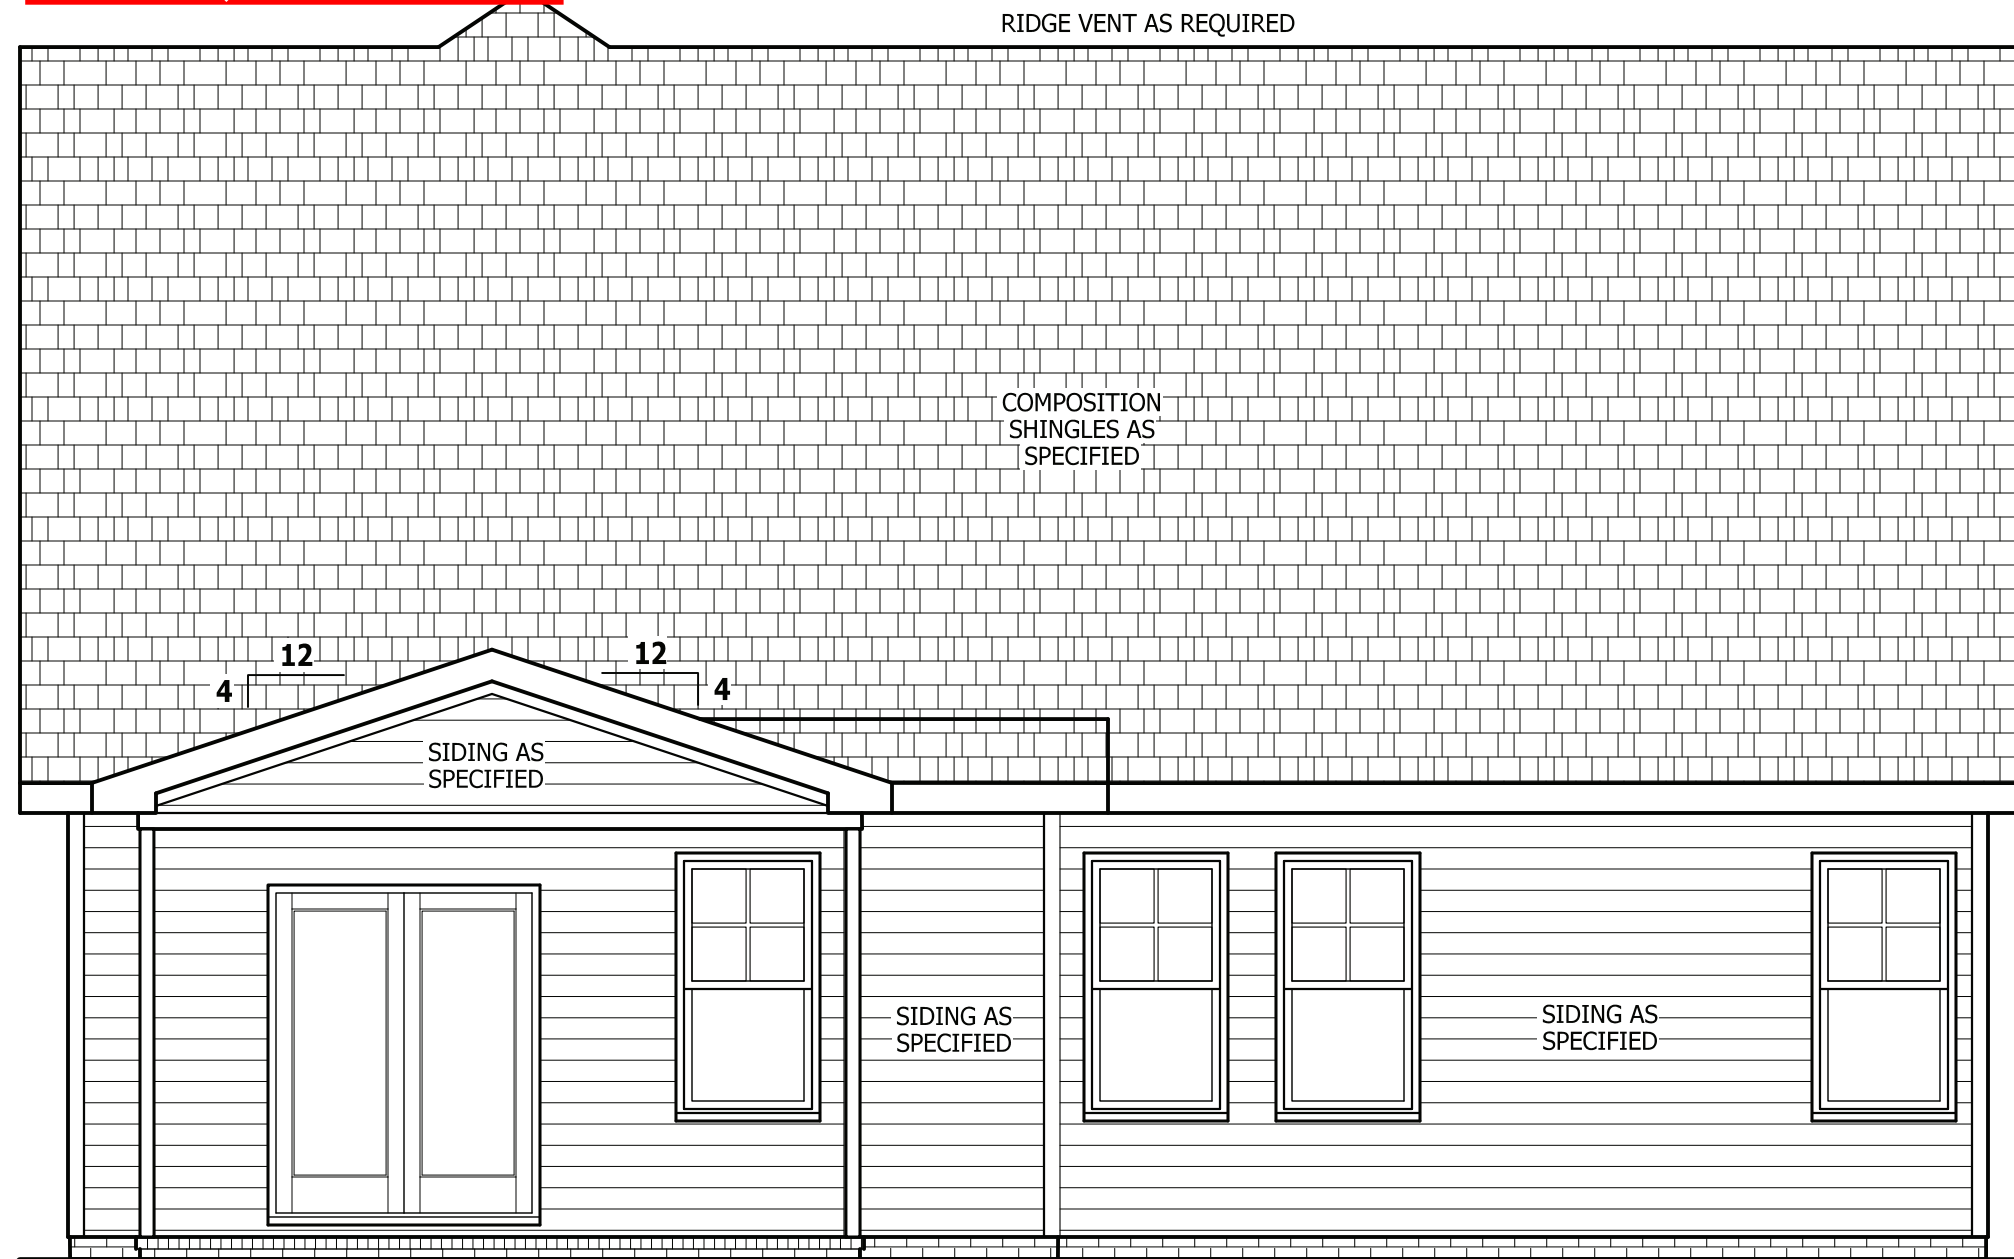 RIDGE VENT AS REQUIRED
COMPOSITION
SHINGLES AS
SPECIFIED
12
4
12
4
SIDING AS
SPECIFIED
SIDING AS
SPECIFIED
SIDING AS
SPECIFIED